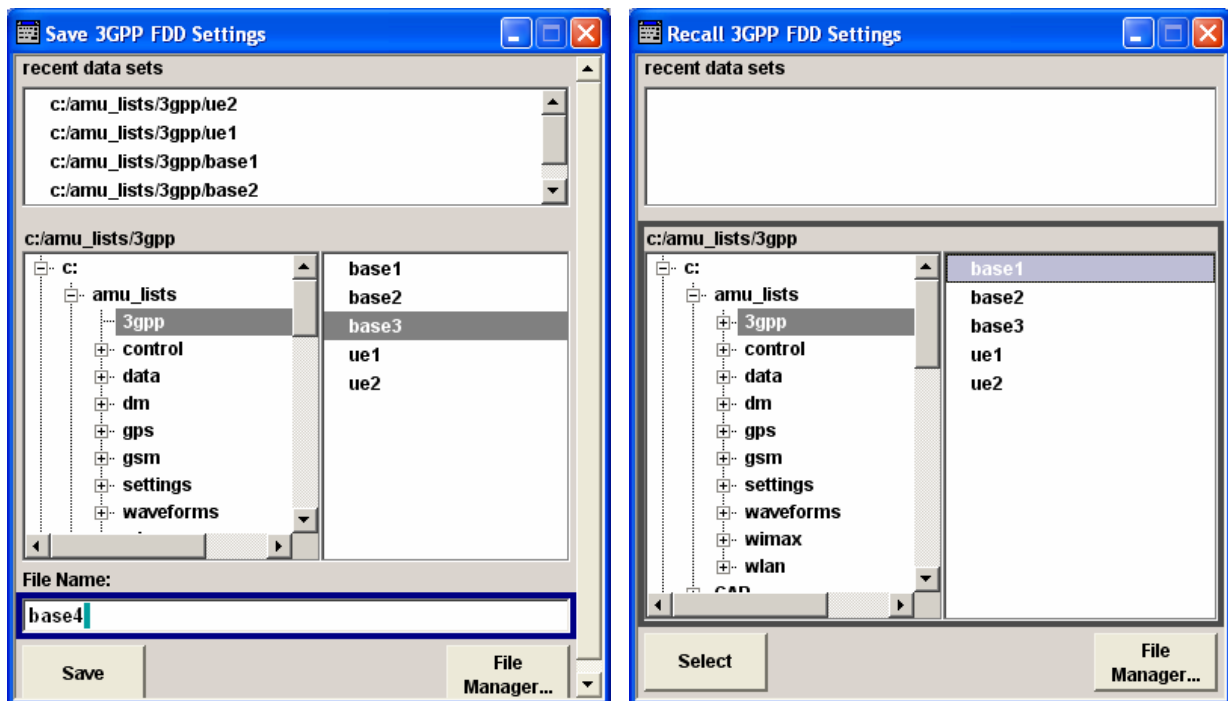 Save 3GPP FDD Settings
recent data sets
c:/amu_lists/3gpp/ue2
c:/amu_lists/3gpp/ue1
c:/amu_lists/3gpp/base1
c:/amu_lists/3gpp/base2
c:/amu_lists/3gpp
c:
amu_lists
3gpp
control
data
dm
gps
gsm
settings
waveforms
base1
base2
base3
ue1
ue2
File Name:
base4
Save
File
Manager...
Recall 3GPP FDD Settings
recent data sets
c:/amu_lists/3gpp
c:
amu_lists
3gpp
control
data
dm
gps
gsm
settings
waveforms
wimax
wlan
base1
base2
base3
ue1
ue2
Select
File
Manager...